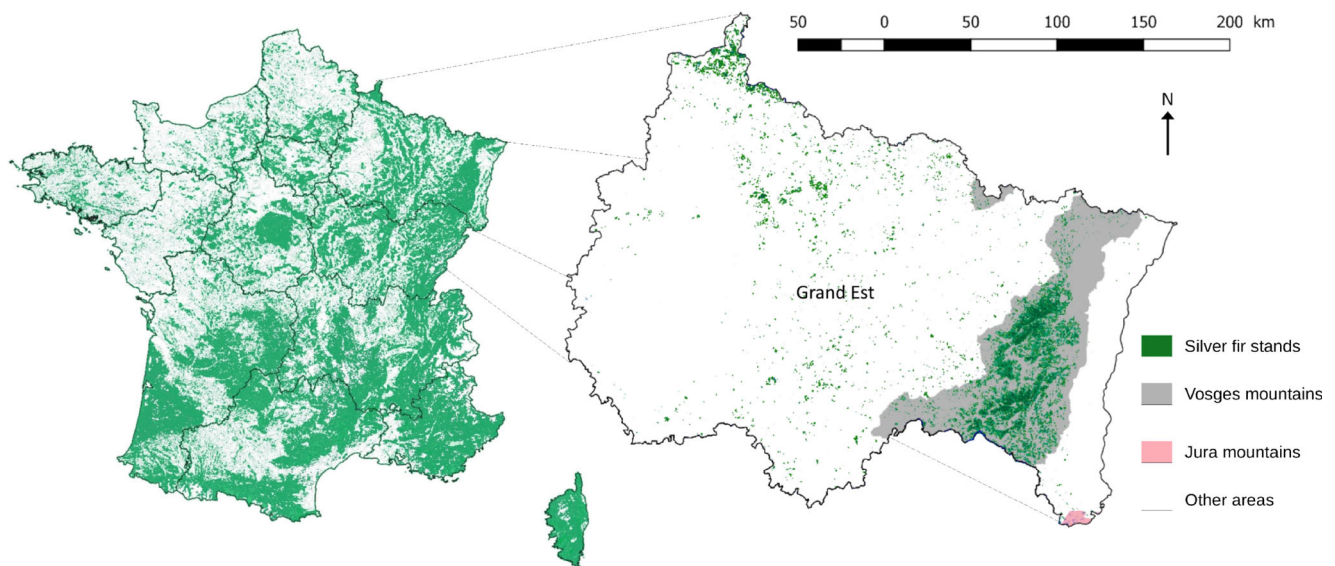 50 0 50 100 150 200 km
N
Grand Est
Silver fir stands
Vosges mountains
Jura mountains
Other areas